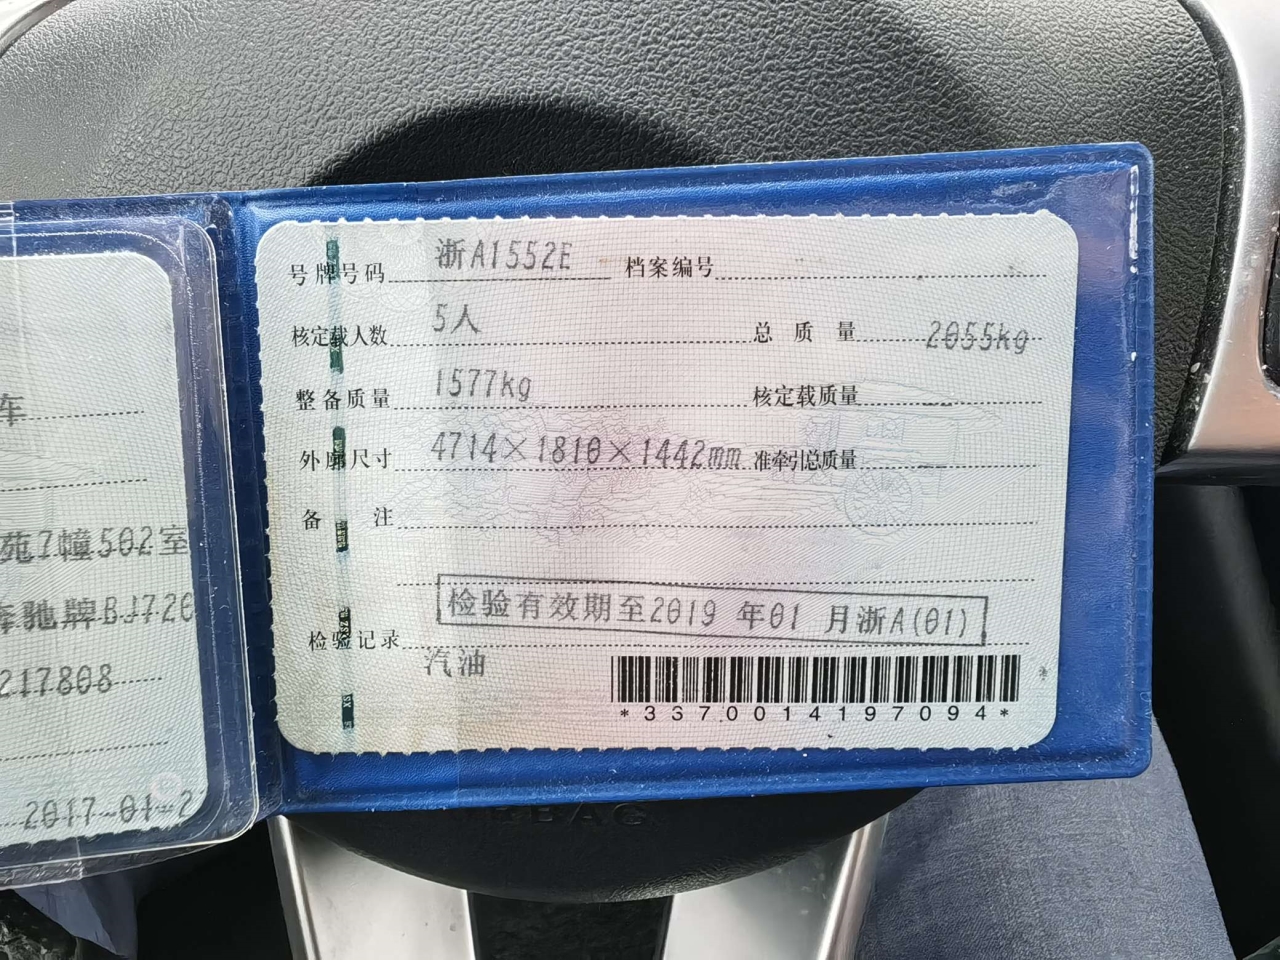 号牌号码 浙A1552E 档案编号
核定载人数 5人 总质量 2055kg
整备质量 1577kg 核定载质量
外廓尺寸 4714×1810×1442mm 准牵引总质量
备注
检验有效期至2019 年01 月浙A(01)
检验记录
汽油
*3370014197094*
车
苑7幢502室
奔驰牌BJ720
217808
2017-01-2
AIRBAG